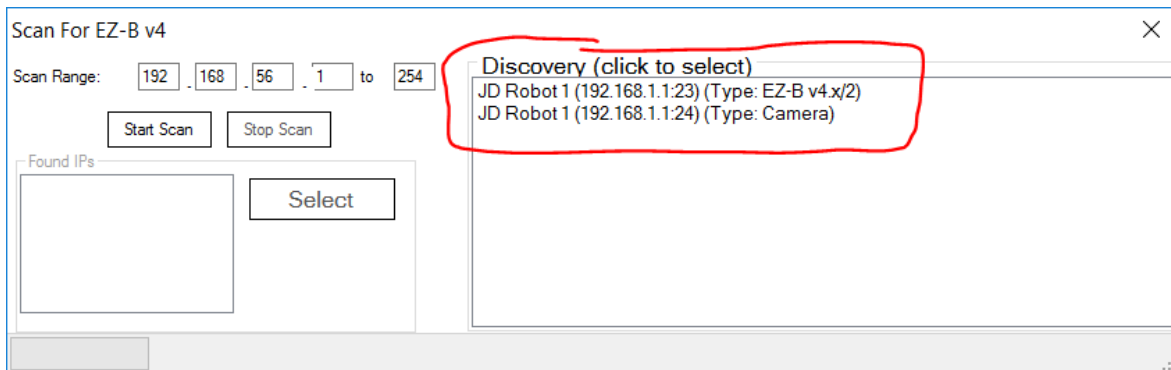 Scan For EZ-B v4
Scan Range: 192 . 168 . 56 . 1 to 254
Start Scan Stop Scan
Found IPs
Select
Discovery (click to select)
JD Robot 1 (192.168.1.1:23) (Type: EZ-B v4.x/2)
JD Robot 1 (192.168.1.1:24) (Type: Camera)